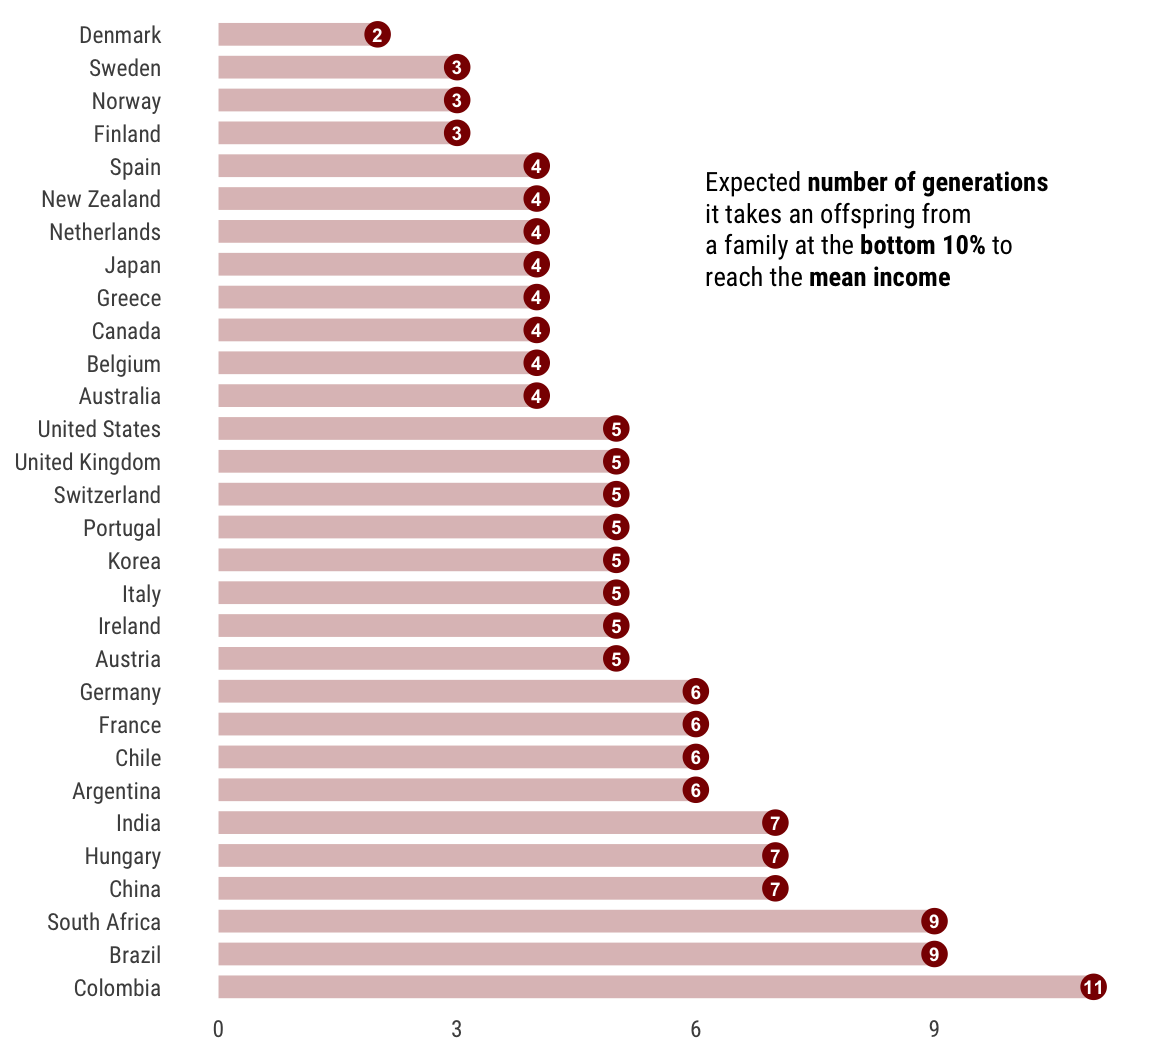 Denmark 2
Sweden 3
Norway 3
Finland 3
Spain 4
New Zealand 4
Netherlands 4
Japan 4
Greece 4
Canada 4
Belgium 4
Australia 4
United States 5
United Kingdom 5
Switzerland 5
Portugal 5
Korea 5
Italy 5
Ireland 5
Austria 5
Germany 6
France 6
Chile 6
Argentina 6
India 7
Hungary 7
China 7
South Africa 9
Brazil 9
Colombia 11
0 3 6 9
Expected number of generations
it takes an offspring from
a family at the bottom 10% to
reach the mean income